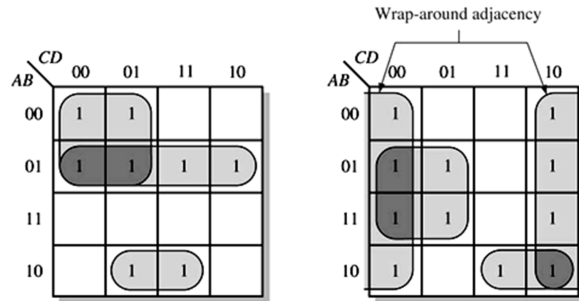 Wrap-around adjacency
CD
AB 00 01 11 10
00 1 1
01 1 1 1 1
11
10 1 1
CD
AB 00 01 11 10
00 1 1
01 1 1 1
11 1 1 1
10 1 1 1